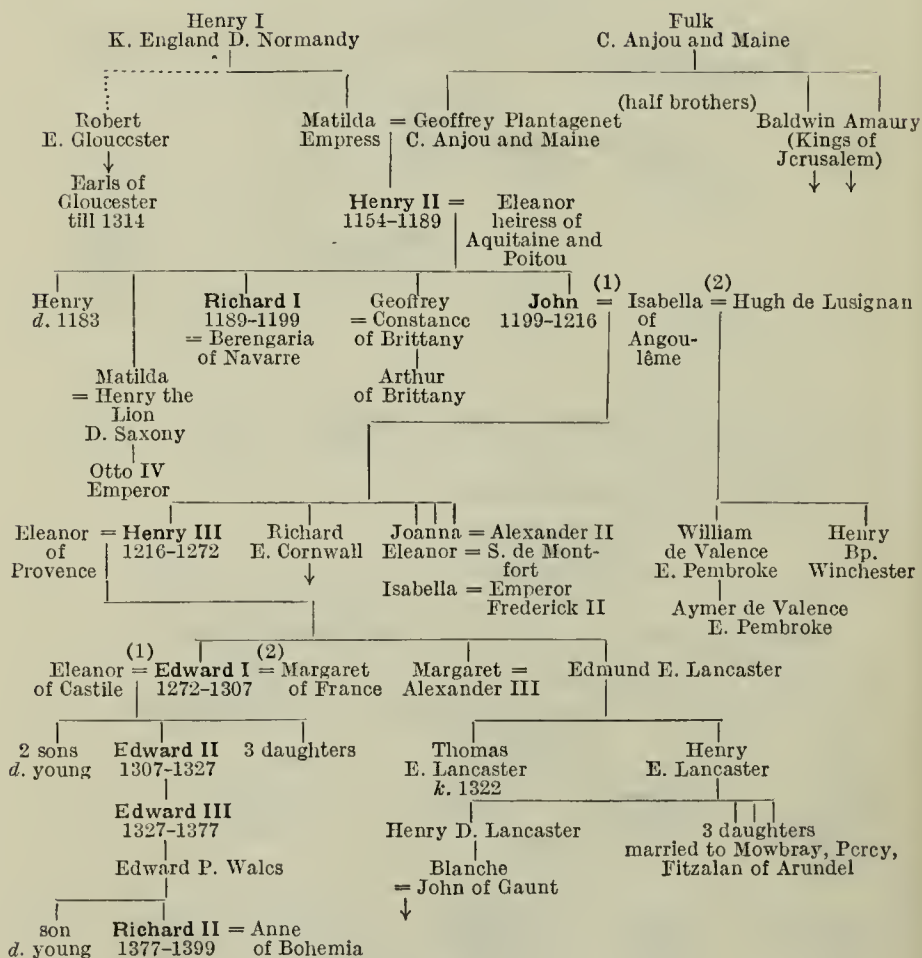 Henry I Fulk
K. England D. Normandy C. Anjou and Maine
(half brothers)
Robert Matilda = Geoffrey Plantagenet Baldwin Amaury
E. Gloucester Empress C. Anjou and Maine (Kings of
Jerusalem)
Earls of
Gloucester Henry II = Eleanor
till 1314 1154–1189 heiress of
Aquitaine and
Poitou
(1) (2)
Henry Richard I Geoffrey John = Isabella = Hugh de Lusignan
d. 1183 1189–1199 = Constance 1199–1216 of
= Berengaria of Brittany Angou-
of Navarre lême
Matilda Arthur
= Henry the of Brittany
Lion
D. Saxony
Otto IV
Emperor
Eleanor = Henry III Richard Joanna = Alexander II William Henry
of 1216–1272 E. Cornwall Eleanor = S. de Mont- de Valence Bp.
Provence fort E. Pembroke Winchester
Isabella = Emperor
Frederick II Aymer de Valence
E. Pembroke
(1) (2)
Eleanor = Edward I = Margaret Margaret = Edmund E. Lancaster
of Castile 1272–1307 of France Alexander III
2 sons Edward II 3 daughters Thomas Henry
d. young 1307–1327 E. Lancaster E. Lancaster
k. 1322
Edward III
1327–1377 Henry D. Lancaster 3 daughters
married to Mowbray, Percy,
Edward P. Wales Blanche Fitzalan of Arundel
= John of Gaunt
son Richard II = Anne
d. young 1377–1399 of Bohemia